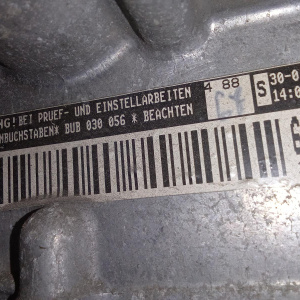 NG! BEI PRUEF- UND EINSTELLARBEITEN 4 88 S 30-0
NBUCHSTABEN* BUB 030 056 * BEACHTEN 14:0